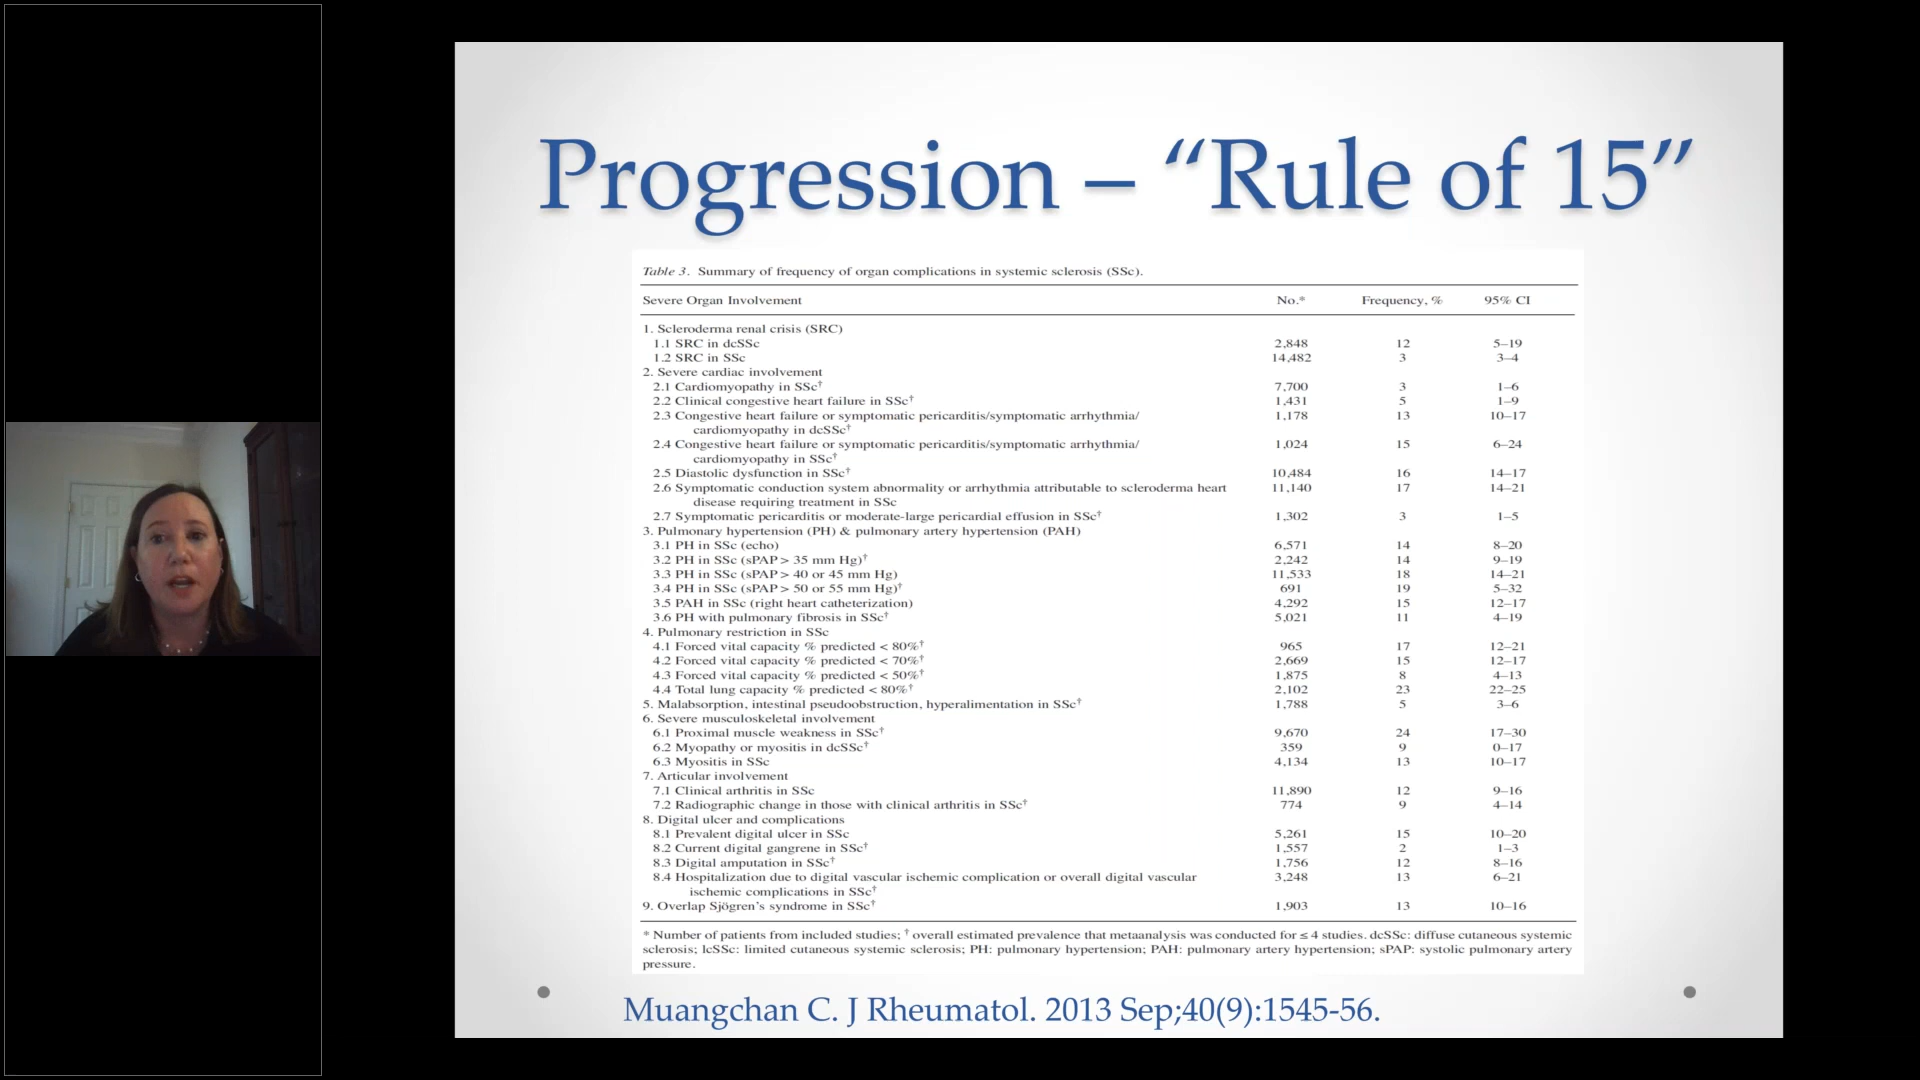 Progression – “Rule of 15”
Table 3. Summary of frequency of organ complications in systemic sclerosis (SSc).
Severe Organ Involvement No.* Frequency, % 95% CI
1. Scleroderma renal crisis (SRC)
1.1 SRC in dcSSc 2,848 12 5–19
1.2 SRC in SSc 14,482 3 3–4
2. Severe cardiac involvement
2.1 Cardiomyopathy in SSc† 7,700 3 1–6
2.2 Clinical congestive heart failure in SSc† 1,431 5 1–9
2.3 Congestive heart failure or symptomatic pericarditis/symptomatic arrhythmia/ 1,178 13 10–17
cardiomyopathy in dcSSc†
2.4 Congestive heart failure or symptomatic pericarditis/symptomatic arrhythmia/ 1,024 15 6–24
cardiomyopathy in SSc†
2.5 Diastolic dysfunction in SSc† 10,484 16 14–17
2.6 Symptomatic conduction system abnormality or arrhythmia attributable to scleroderma heart 11,140 17 14–21
disease requiring treatment in SSc
2.7 Symptomatic pericarditis or moderate-large pericardial effusion in SSc† 1,302 3 1–5
3. Pulmonary hypertension (PH) & pulmonary artery hypertension (PAH)
3.1 PH in SSc (echo) 6,571 14 8–20
3.2 PH in SSc (sPAP > 35 mm Hg)† 2,242 14 9–19
3.3 PH in SSc (sPAP > 40 or 45 mm Hg) 11,533 18 14–21
3.4 PH in SSc (sPAP > 50 or 55 mm Hg)† 691 19 5–32
3.5 PAH in SSc (right heart catheterization) 4,292 15 12–17
3.6 PH with pulmonary fibrosis in SSc† 5,021 11 4–19
4. Pulmonary restriction in SSc
4.1 Forced vital capacity % predicted < 80%† 965 17 12–21
4.2 Forced vital capacity % predicted < 70%† 2,669 15 12–17
4.3 Forced vital capacity % predicted < 50%† 1,875 8 4–13
4.4 Total lung capacity % predicted < 80%† 2,102 23 22–25
5. Malabsorption, intestinal pseudoobstruction, hyperalimentation in SSc† 1,788 5 3–6
6. Severe musculoskeletal involvement
6.1 Proximal muscle weakness in SSc† 9,670 24 17–30
6.2 Myopathy or myositis in dcSSc† 359 9 0–17
6.3 Myositis in SSc 4,134 13 10–17
7. Articular involvement
7.1 Clinical arthritis in SSc 11,890 12 9–16
7.2 Radiographic change in those with clinical arthritis in SSc† 774 9 4–14
8. Digital ulcer and complications
8.1 Prevalent digital ulcer in SSc 5,261 15 10–20
8.2 Current digital gangrene in SSc† 1,557 2 1–3
8.3 Digital amputation in SSc† 1,756 12 8–16
8.4 Hospitalization due to digital vascular ischemic complication or overall digital vascular 3,248 13 6–21
ischemic complications in SSc†
9. Overlap Sjögren’s syndrome in SSc† 1,903 13 10–16
* Number of patients from included studies; † overall estimated prevalence that metaanalysis was conducted for ≤ 4 studies. dcSSc: diffuse cutaneous systemic
sclerosis; lcSSc: limited cutaneous systemic sclerosis; PH: pulmonary hypertension; PAH: pulmonary artery hypertension; sPAP: systolic pulmonary artery
pressure.
Muangchan C. J Rheumatol. 2013 Sep;40(9):1545-56.